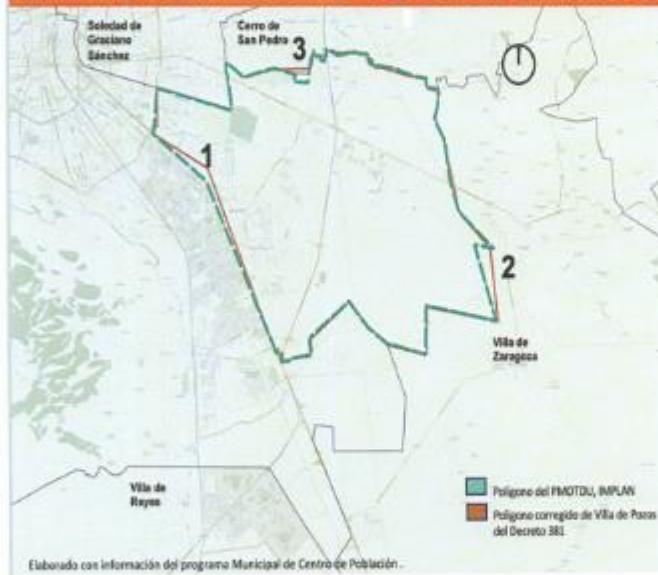 Soledad de
Graciano
Sánchez
Cerro de
San Pedro
3
1
2
Villa de
Zaragoza
Villa de
Reyes
Polígono del PMOTDU, IMPLAN
Polígono corregido de Villa de Pozos
del Decreto 381
Elaborado con información del programa Municipal de Centro de Población .